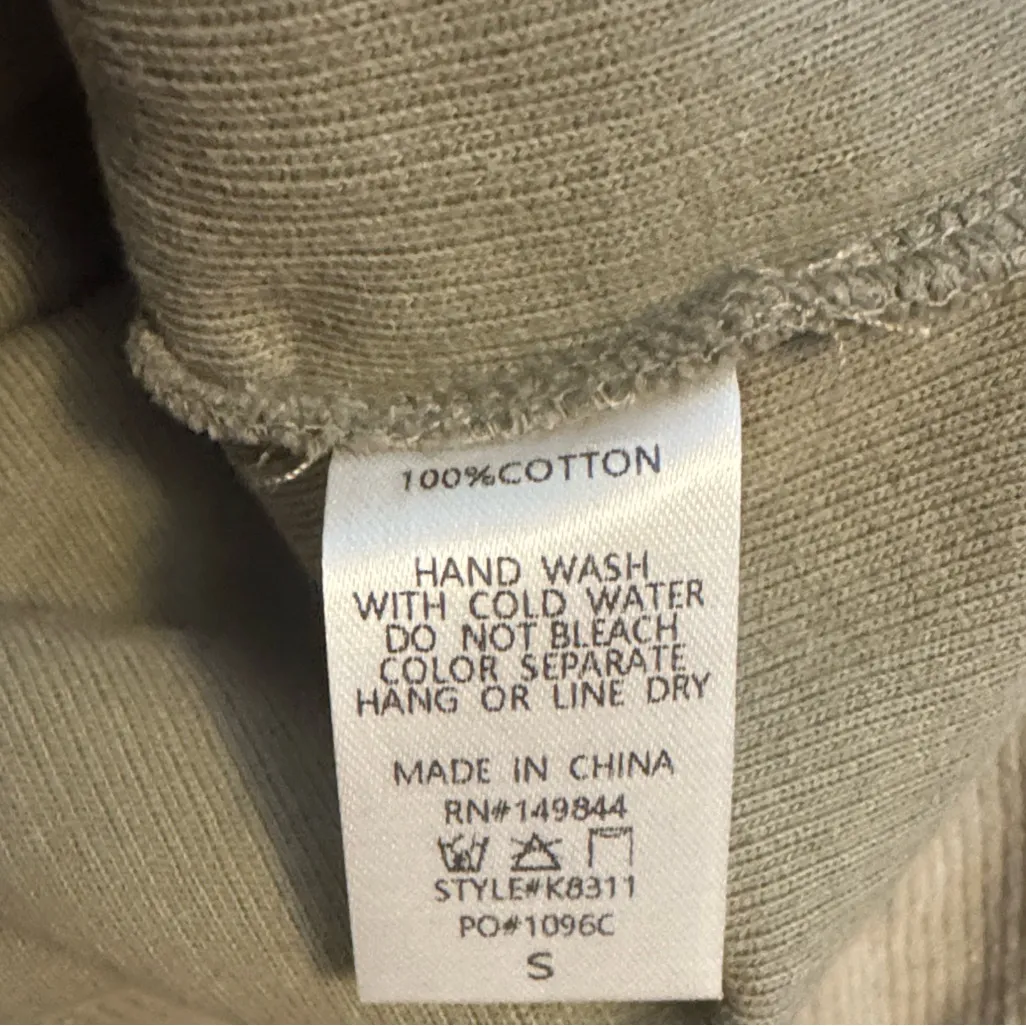 100%COTTON
HAND WASH
WITH COLD WATER
DO NOT BLEACH
COLOR SEPARATE
HANG OR LINE DRY
MADE IN CHINA
RN#149844
STYLE#K8311
PO#1096C
S